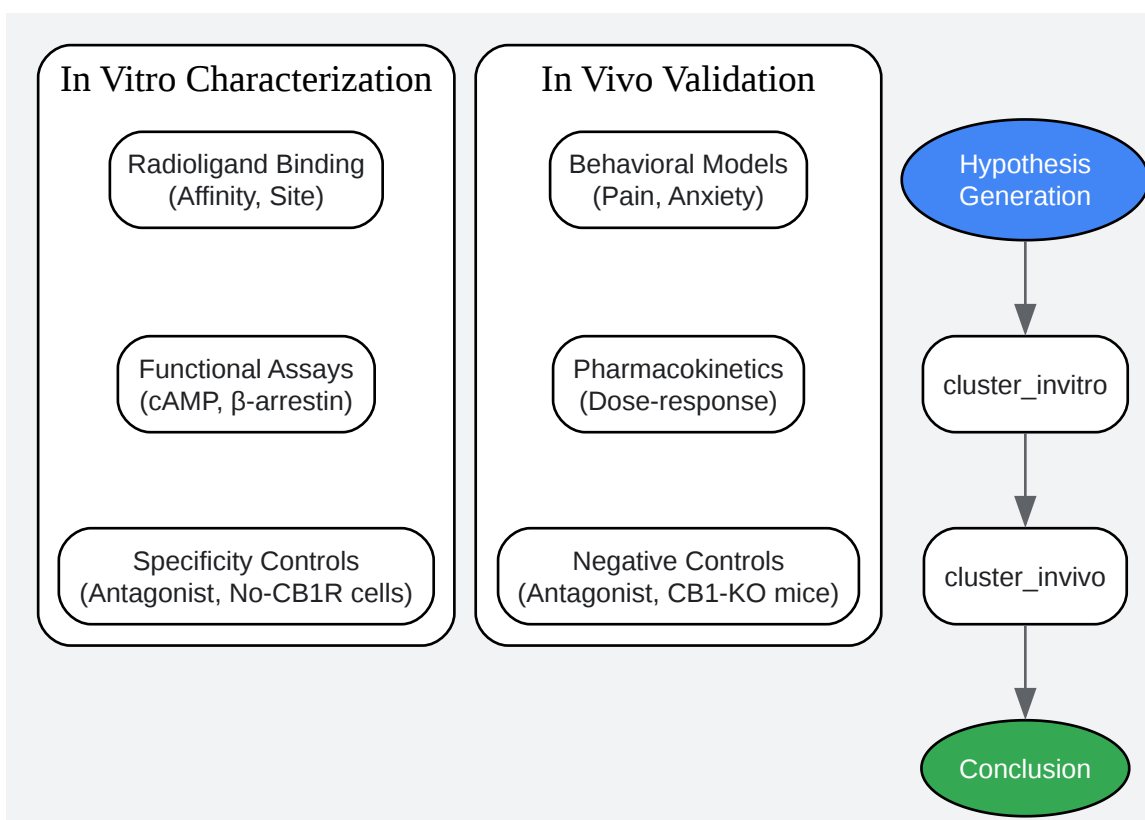 In Vitro Characterization
Radioligand Binding
(Affinity, Site)
Functional Assays
(cAMP, β-arrestin)
Specificity Controls
(Antagonist, No-CB1R cells)
In Vivo Validation
Behavioral Models
(Pain, Anxiety)
Pharmacokinetics
(Dose-response)
Negative Controls
(Antagonist, CB1-KO mice)
Hypothesis
Generation
cluster_invitro
cluster_invivo
Conclusion